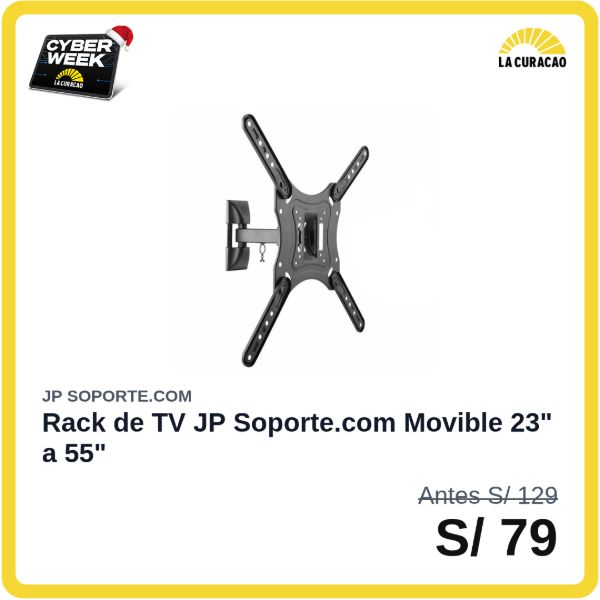 CYBER
WEEK
LA CURACAO
LA CURACAO
JP SOPORTE.COM
Rack de TV JP Soporte.com Movible 23"
a 55"
Antes S/ 129
S/ 79